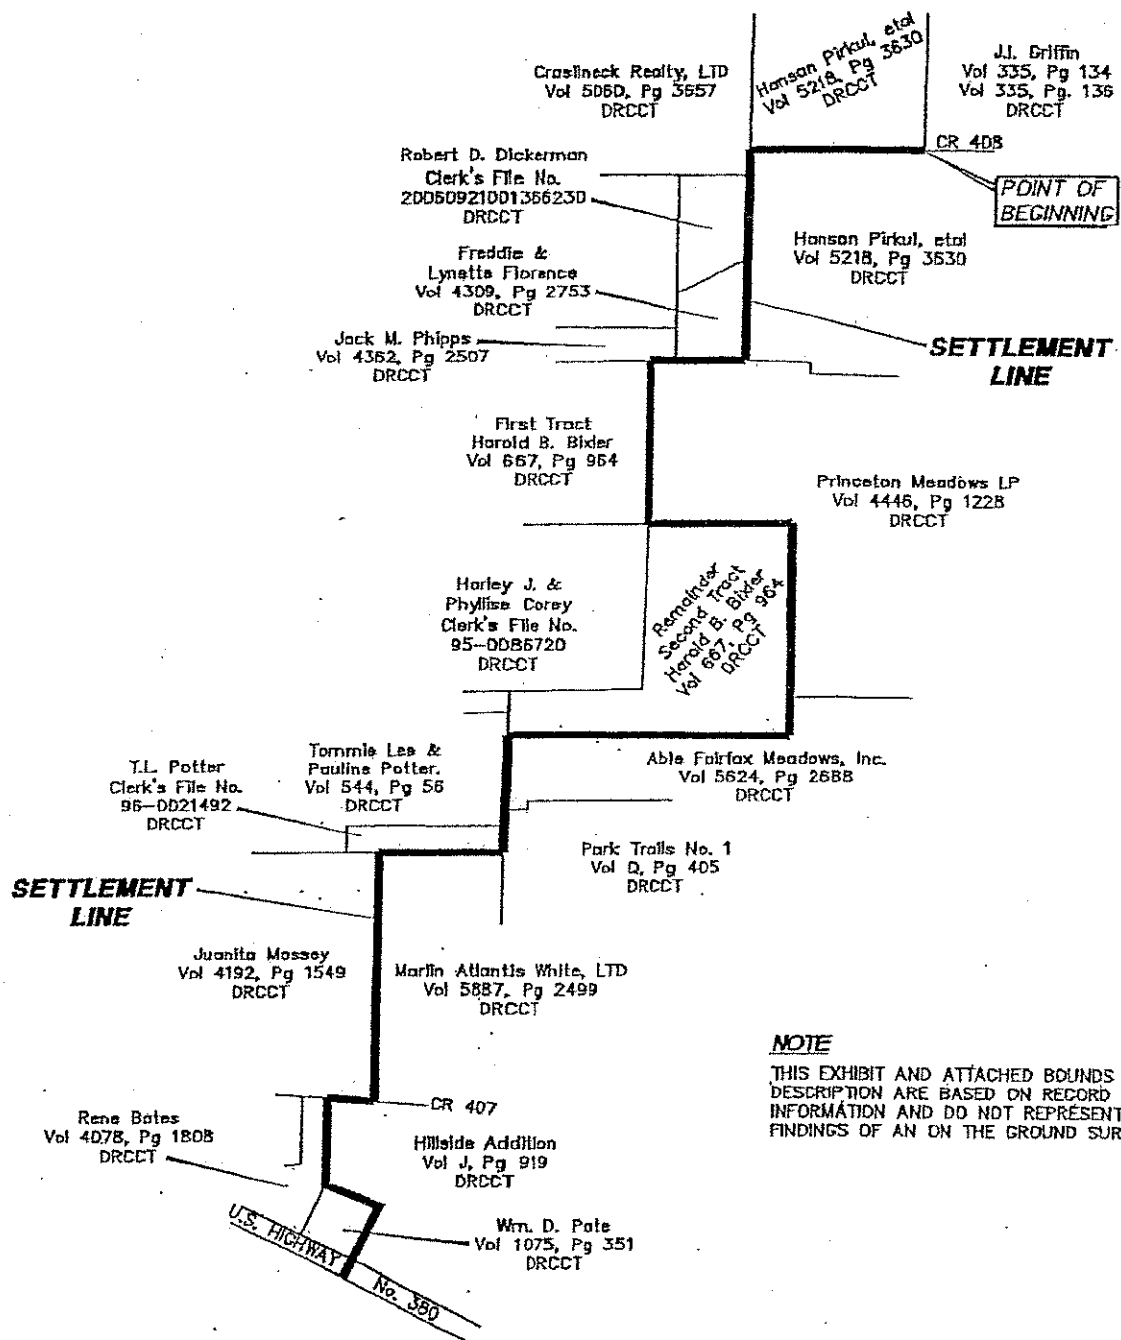 Craslineck Realty, LTD
Vol 5060, Pg 3657
DRCCT
Hanson Pirkul, etal
Vol 5218, Pg 3630
DRCCT
J.I. Griffin
Vol 335, Pg 134
Vol 335, Pg. 136
DRCCT
CR 408
POINT OF
BEGINNING
Robert D. Dickerman
Clerk's File No.
20060921001366230
DRCCT
Hanson Pirkul, etal
Vol 5218, Pg 3630
DRCCT
Freddie &
Lynette Florence
Vol 4309, Pg 2753
DRCCT
Jack M. Phipps
Vol 4362, Pg 2507
DRCCT
SETTLEMENT
LINE
First Tract
Harold B. Bixler
Vol 667, Pg 964
DRCCT
Princeton Meadows LP
Vol 4446, Pg 1228
DRCCT
Harley J. &
Phyllise Corey
Clerk's File No.
95-0086720
DRCCT
Remainder
Second Tract
Harold B. Bixler
Vol 667, Pg 964
DRCCT
T.L. Potter
Clerk's File No.
96-0021492
DRCCT
Tommie Lee &
Pauline Potter.
Vol 544, Pg 56
DRCCT
Able Fairfax Meadows, Inc.
Vol 5624, Pg 2688
DRCCT
Park Trails No. 1
Vol Q, Pg 405
DRCCT
SETTLEMENT
LINE
Juanita Massey
Vol 4192, Pg 1549
DRCCT
Marlin Atlantis White, LTD
Vol 5887, Pg 2499
DRCCT
NOTE
THIS EXHIBIT AND ATTACHED BOUNDS
DESCRIPTION ARE BASED ON RECORD
INFORMATION AND DO NOT REPRESENT
FINDINGS OF AN ON THE GROUND SUR
CR 407
Rene Bates
Vol 4078, Pg 1808
DRCCT
Hillside Addition
Vol J, Pg 919
DRCCT
Wm. D. Pate
Vol 1075, Pg 351
DRCCT
U.S. HIGHWAY No. 380